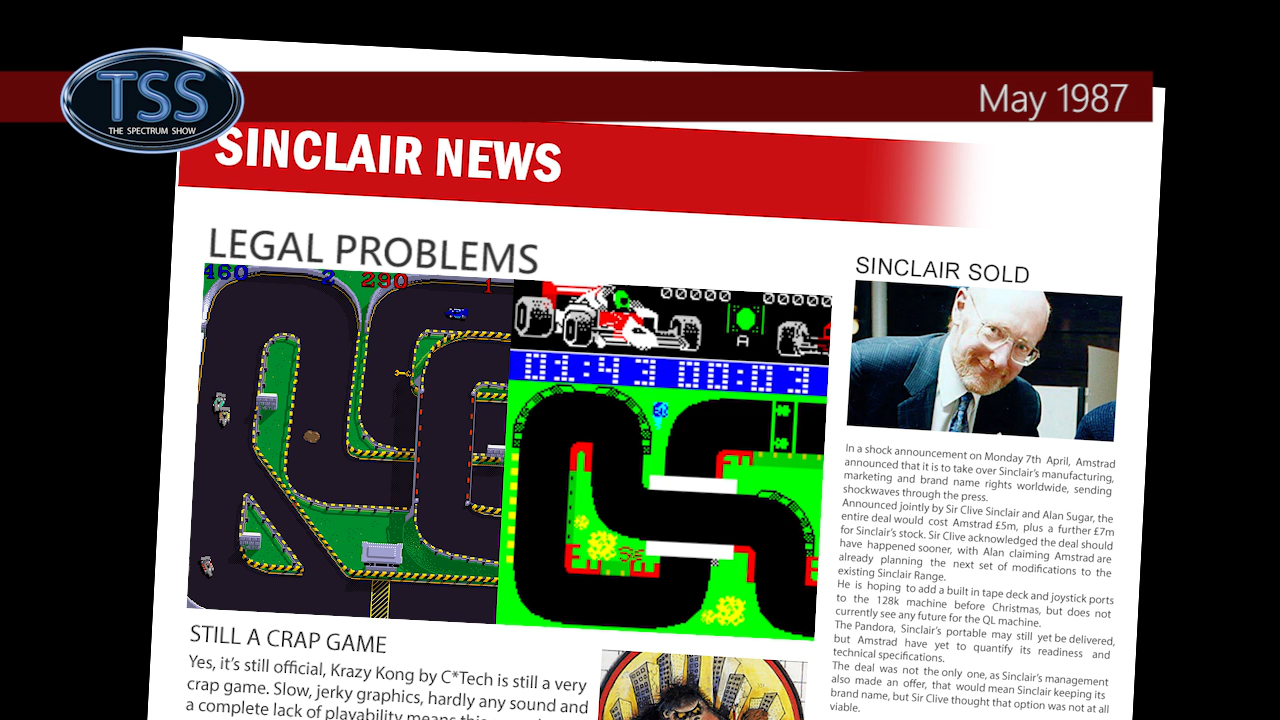 May 1987
TSS
THE SPECTRUM SHOW
SINCLAIR NEWS
LEGAL PROBLEMS
460 2 290 1
00000 00000
A
01:43 00:03
STILL A CRAP GAME
Yes, it's still official, Krazy Kong by C*Tech is still a very
crap game. Slow, jerky graphics, hardly any sound and
a complete lack of playability means this
SINCLAIR SOLD
In a shock announcement on Monday 7th April, Amstrad
announced that it is to take over Sinclair's manufacturing,
marketing and brand name rights worldwide, sending
shockwaves through the press.
Announced jointly by Sir Clive Sinclair and Alan Sugar, the
entire deal would cost Amstrad £5m, plus a further £7m
for Sinclair's stock. Sir Clive acknowledged the deal should
have happened sooner, with Alan claiming Amstrad are
already planning the next set of modifications to the
existing Sinclair Range.
He is hoping to add a built in tape deck and joystick ports
to the 128k machine before Christmas, but does not
currently see any future for the QL machine.
The Pandora, Sinclair's portable may still yet be delivered,
but Amstrad have yet to quantify its readiness and
technical specifications.
The deal was not the only one, as Sinclair's management
also made an offer, that would mean Sinclair keeping its
brand name, but Sir Clive thought that option was not at all
viable.